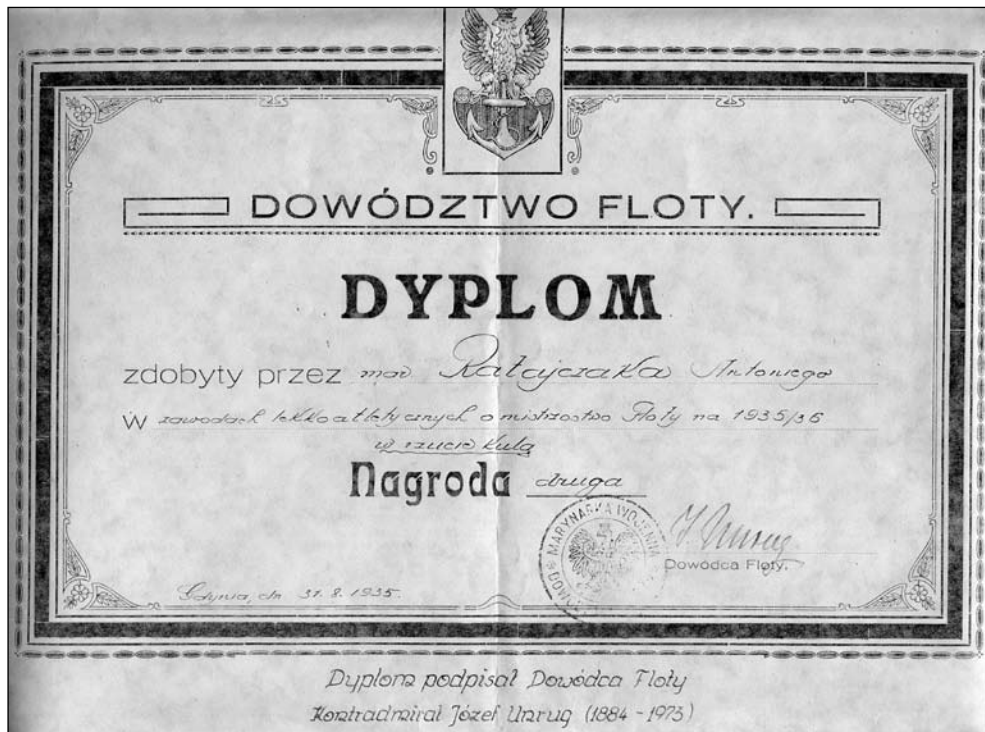 DOWÓDZTWO FLOTY.
DYPLOM
zdobyty przez mar. Ratajczaka Antoniego
W zawodach lekkoatletycznych o mistrzostwo Floty na 1935/36
w rzucie kulą
Nagroda druga
MARYNARKA WOJENNA
J. Unrug
Dowódca Floty.
Gdynia, dn. 31.8.1935.
Dyplom podpisał Dowódca Floty
Kontradmirał Józef Unrug (1884-1973)